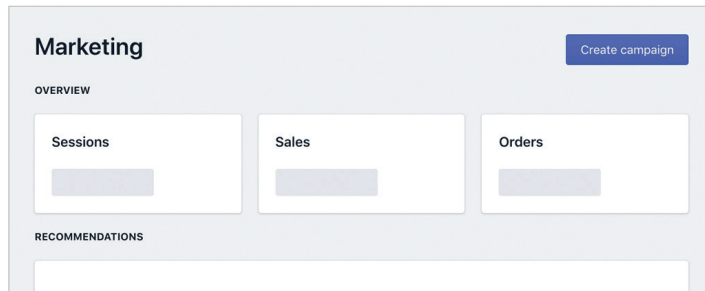 Marketing
Create campaign
OVERVIEW
Sessions
Sales
Orders
RECOMMENDATIONS